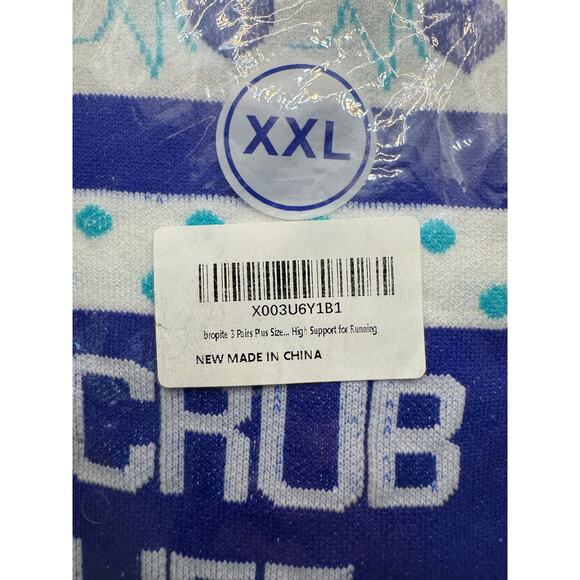 XXL
X003U6Y1B1
bropite 3 Pairs Plus Size... High Support for Running
NEW MADE IN CHINA
CRUB